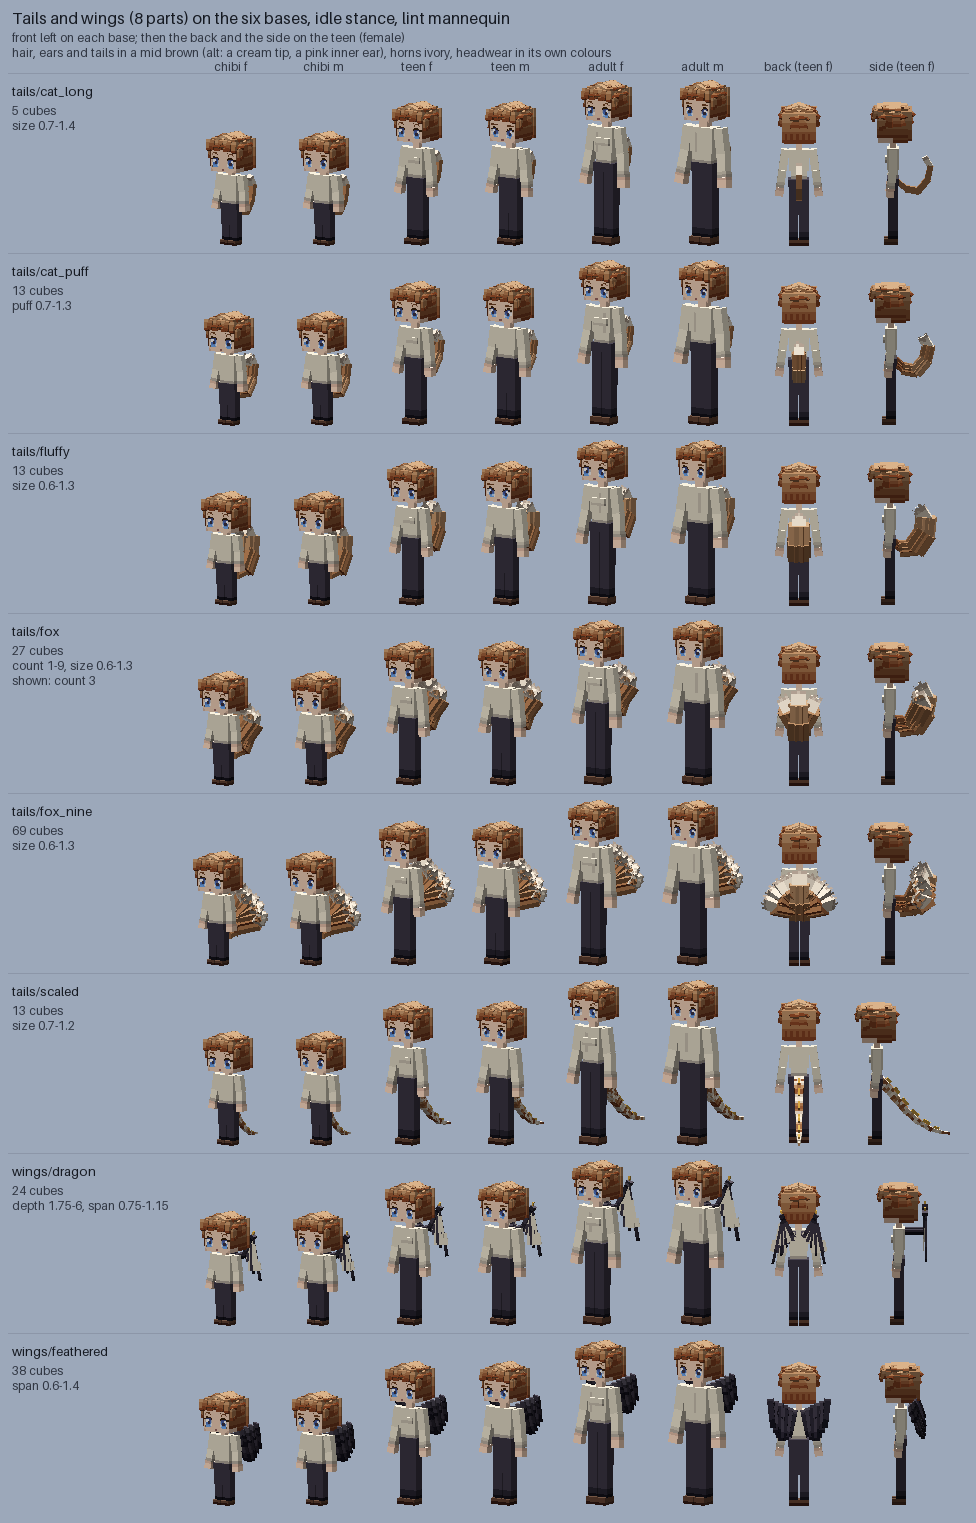 Tails and wings (8 parts) on the six bases, idle stance, lint mannequin
front left on each base; then the back and the side on the teen (female)
hair, ears and tails in a mid brown (alt: a cream tip, a pink inner ear), horns ivory, headwear in its own colours
chibi f chibi m teen f teen m adult f adult m back (teen f) side (teen f)
tails/cat_long
5 cubes
size 0.7-1.4
tails/cat_puff
13 cubes
puff 0.7-1.3
tails/fluffy
13 cubes
size 0.6-1.3
tails/fox
27 cubes
count 1-9, size 0.6-1.3
shown: count 3
tails/fox_nine
69 cubes
size 0.6-1.3
tails/scaled
13 cubes
size 0.7-1.2
wings/dragon
24 cubes
depth 1.75-6, span 0.75-1.15
wings/feathered
38 cubes
span 0.6-1.4